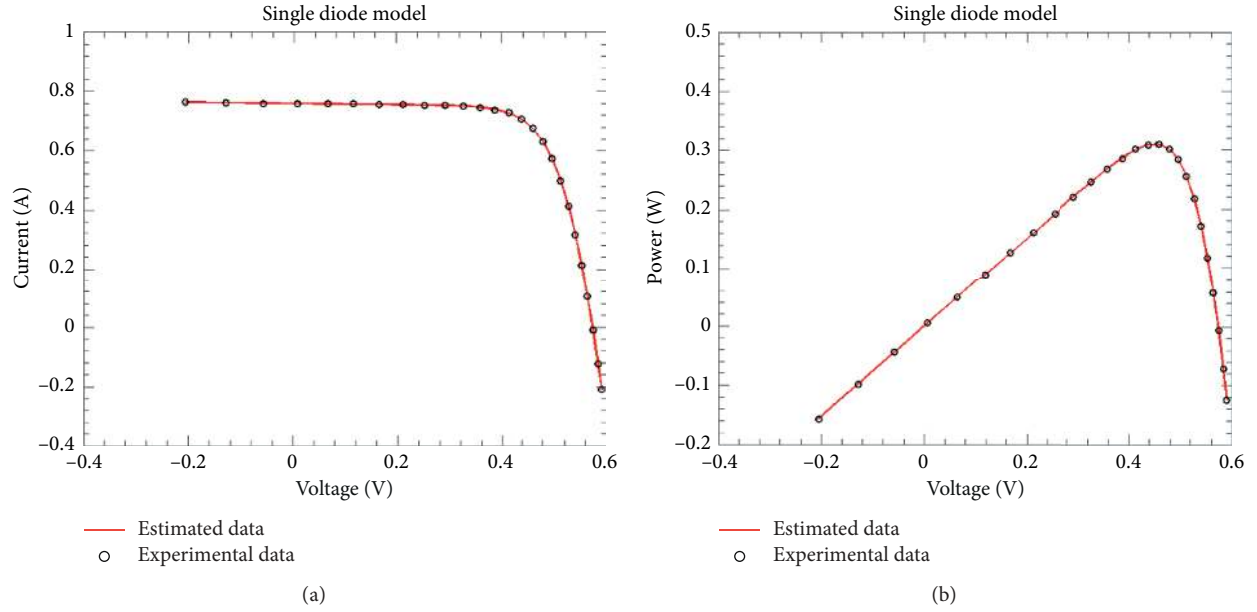 Single diode model
1
0.8
0.6
0.4
0.2
0
–0.2
–0.4
Current (A)
–0.4
–0.2
0
0.2
0.4
0.6
Voltage (V)
Estimated data
Experimental data
(a)
Single diode model
0.5
0.4
0.3
0.2
0.1
0
–0.1
–0.2
Power (W)
–0.4
–0.2
0
0.2
0.4
0.6
Voltage (V)
Estimated data
Experimental data
(b)